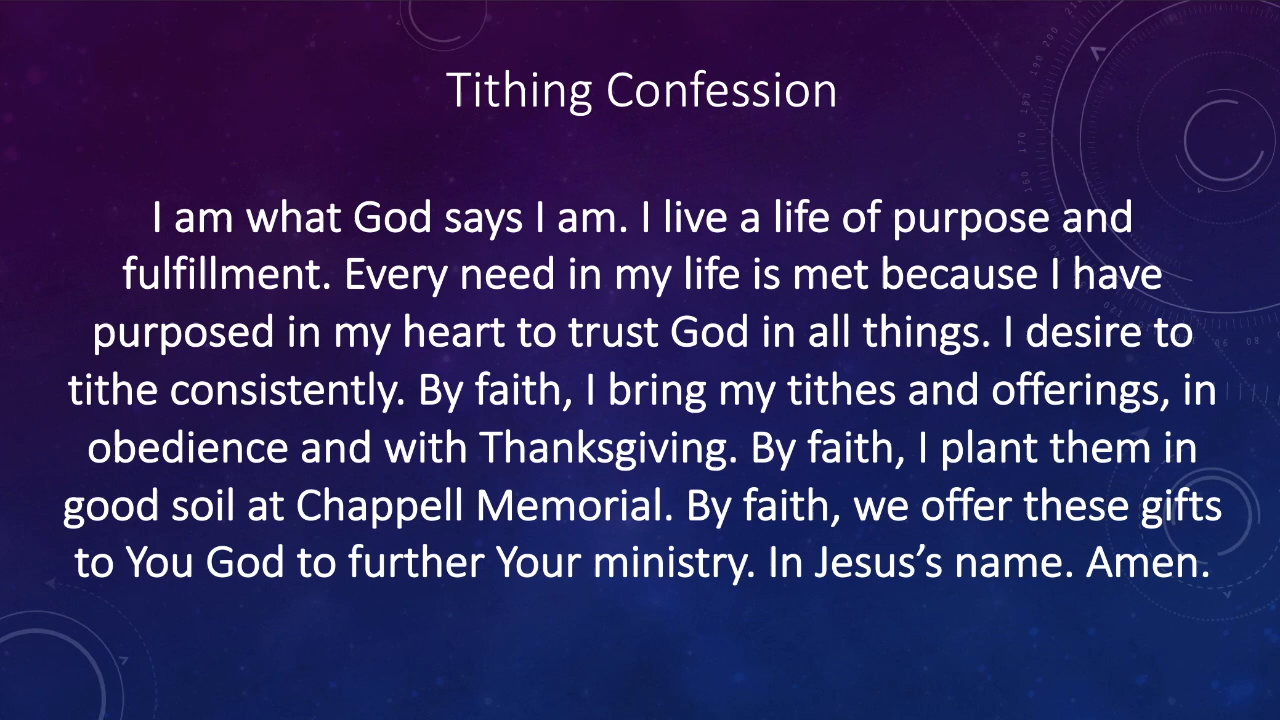 Tithing Confession
I am what God says I am. I live a life of purpose and
fulfillment. Every need in my life is met because I have
purposed in my heart to trust God in all things. I desire to
tithe consistently. By faith, I bring my tithes and offerings, in
obedience and with Thanksgiving. By faith, I plant them in
good soil at Chappell Memorial. By faith, we offer these gifts
to You God to further Your ministry. In Jesus’s name. Amen.